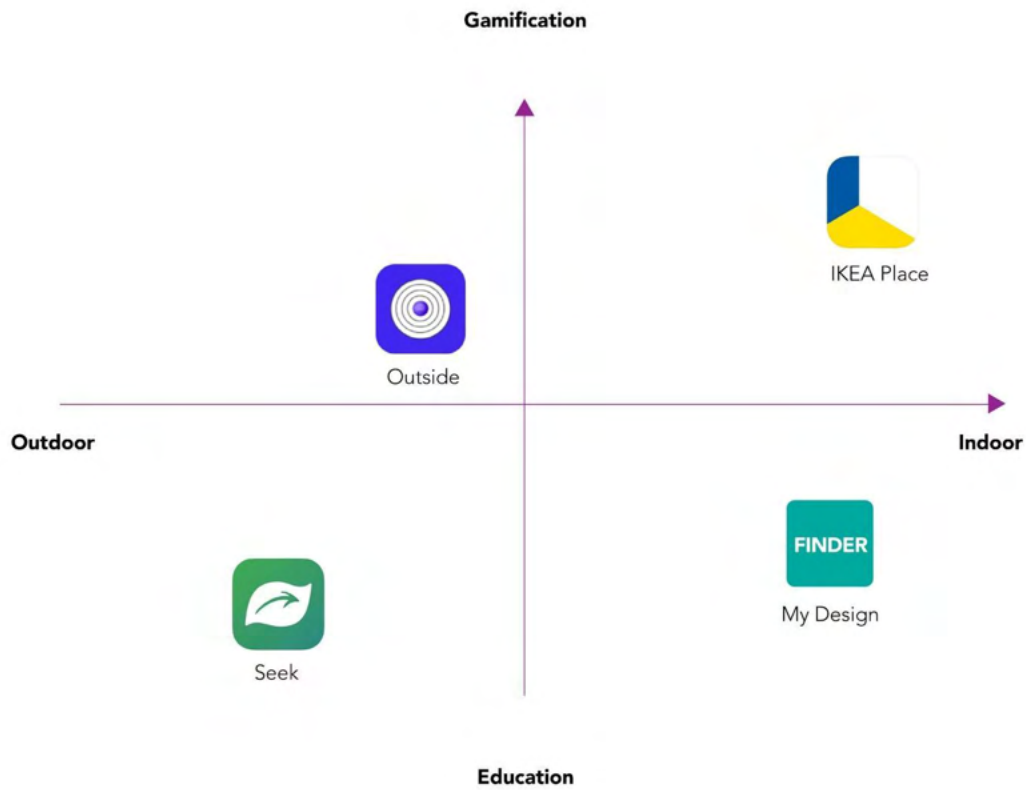 Gamification
IKEA Place
Outside
Outdoor
Indoor
FINDER
My Design
Seek
Education